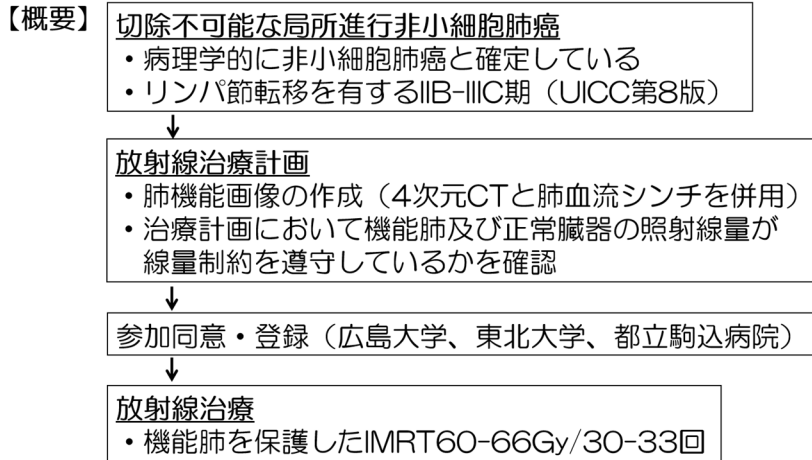 【概要】
切除不可能な局所進行非小細胞肺癌
・病理学的に非小細胞肺癌と確定している
・リンパ節転移を有するIIB-IIIC期（UICC第8版）
放射線治療計画
・肺機能画像の作成（4次元CTと肺血流シンチを併用）
・治療計画において機能肺及び正常臓器の照射線量が
線量制約を遵守しているかを確認
参加同意・登録（広島大学、東北大学、都立駒込病院）
放射線治療
・機能肺を保護したIMRT60-66Gy/30-33回